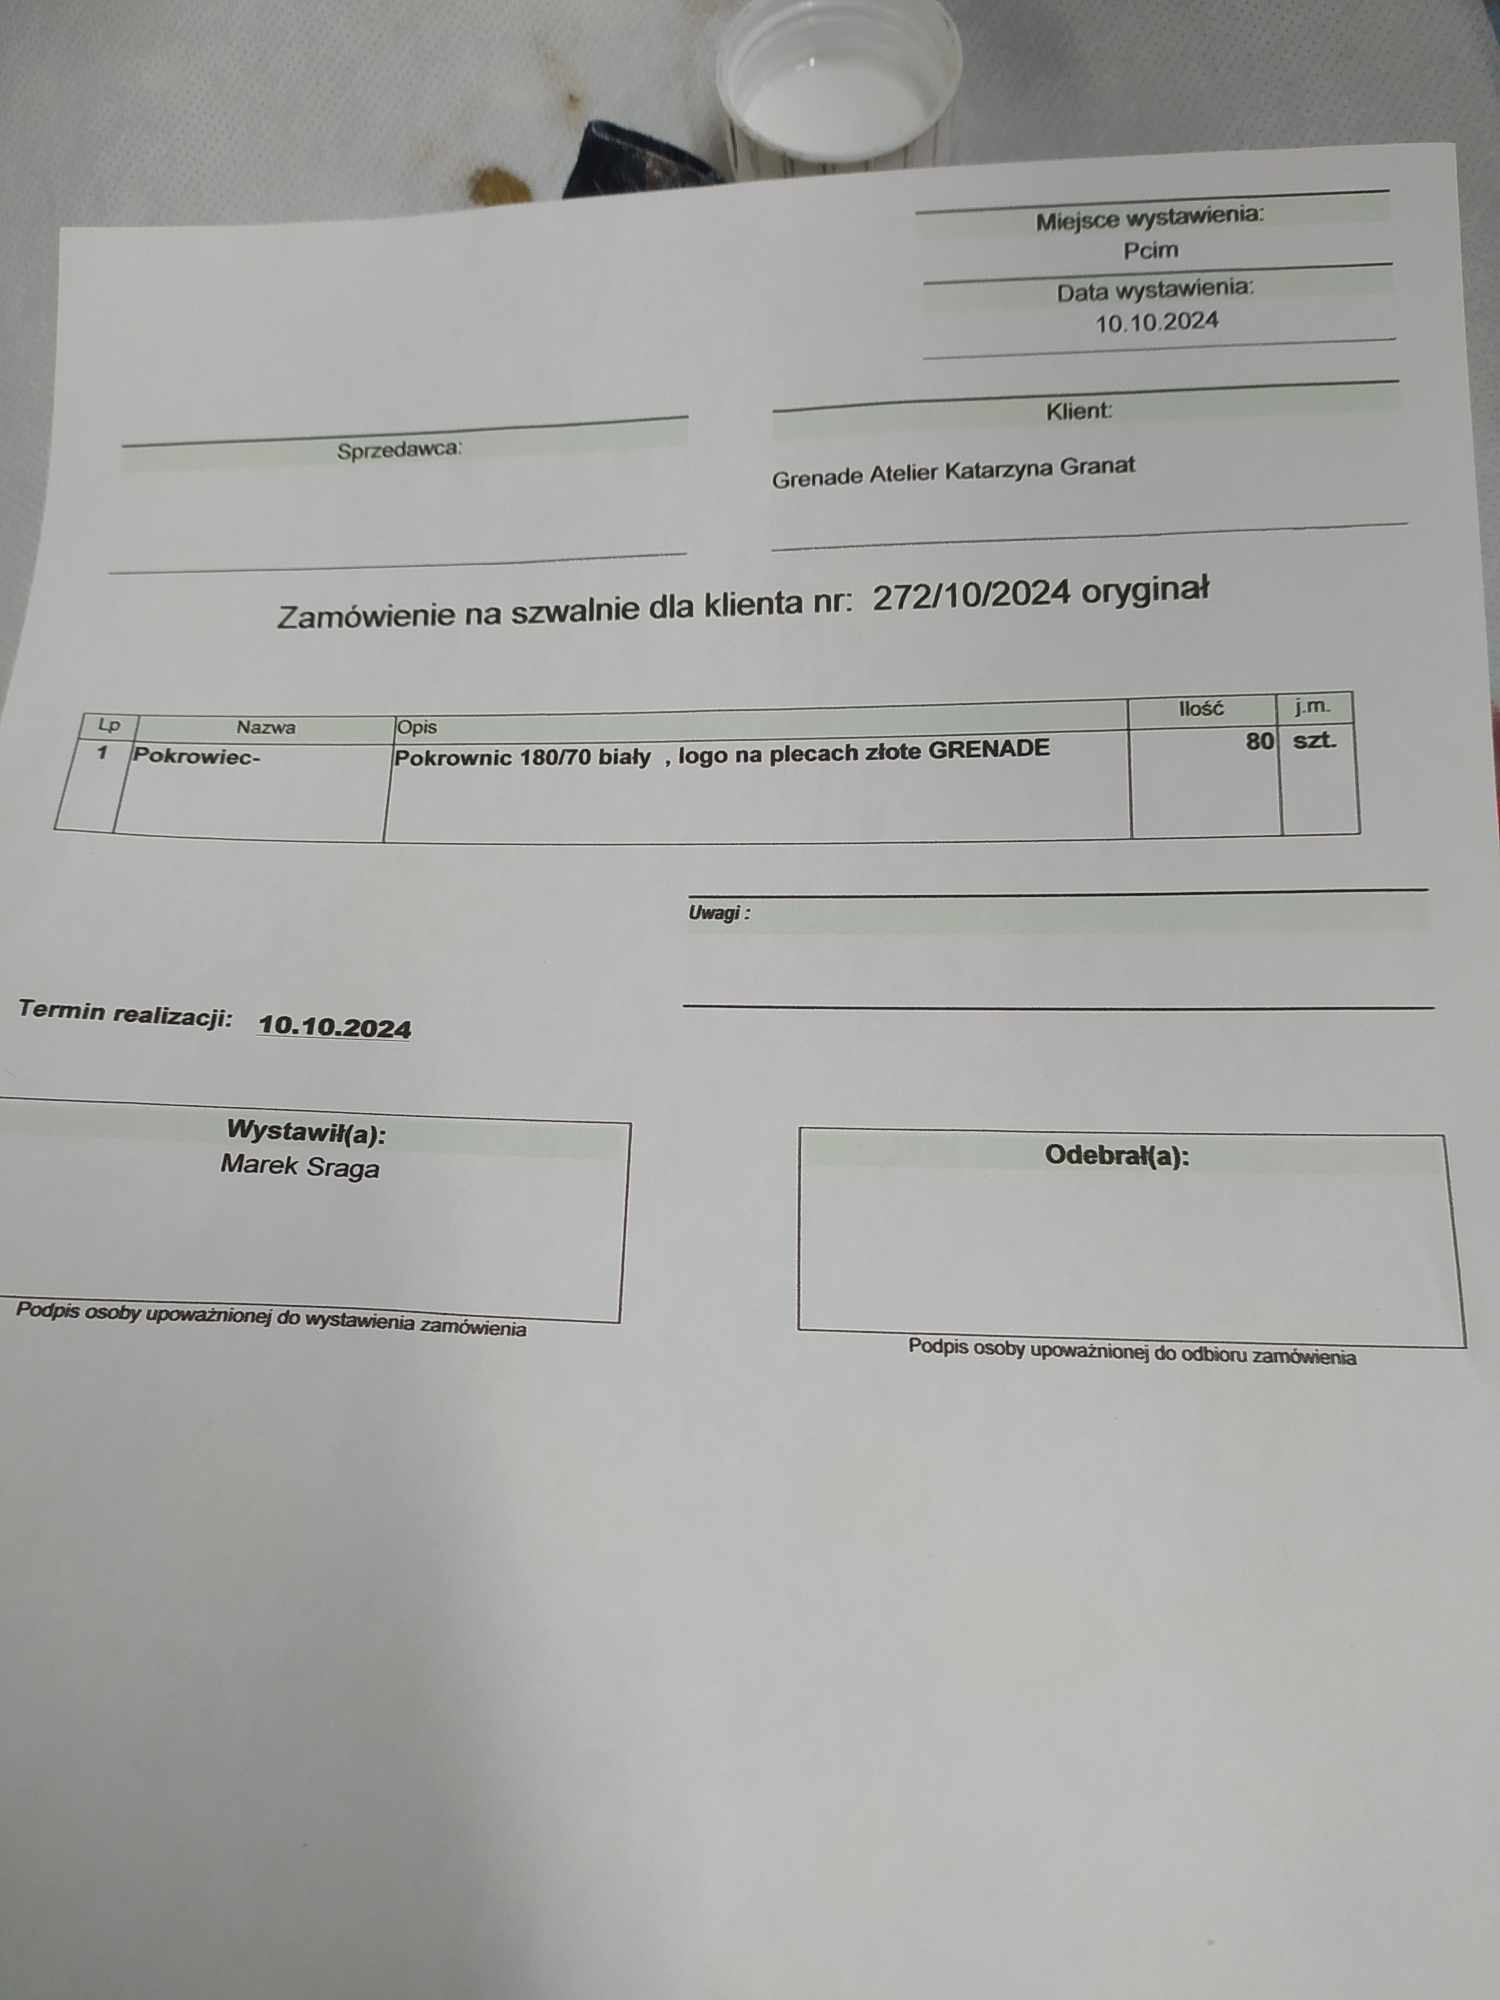 Miejsce wystawienia:
Pcim
Data wystawienia:
10.10.2024
Sprzedawca:
Klient:
Grenade Atelier Katarzyna Granat
Zamówienie na szwalnie dla klienta nr: 272/10/2024 oryginał
Lp Nazwa Opis Ilość j.m.
1 Pokrowiec- Pokrownic 180/70 biały , logo na plecach złote GRENADE 80 szt.
Uwagi :
Termin realizacji: 10.10.2024
Wystawił(a):
Marek Sraga
Podpis osoby upoważnionej do wystawienia zamówienia
Odebrał(a):
Podpis osoby upoważnionej do odbioru zamówienia